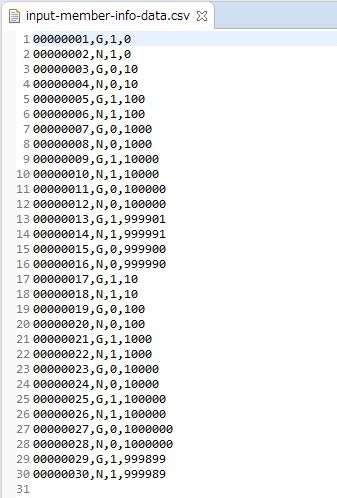 input-member-info-data.csv
1 00000001,G,1,0
2 00000002,N,1,0
3 00000003,G,0,10
4 00000004,N,0,10
5 00000005,G,1,100
6 00000006,N,1,100
7 00000007,G,0,1000
8 00000008,N,0,1000
9 00000009,G,1,10000
10 00000010,N,1,10000
11 00000011,G,0,100000
12 00000012,N,0,100000
13 00000013,G,1,999901
14 00000014,N,1,999991
15 00000015,G,0,999900
16 00000016,N,0,999990
17 00000017,G,1,10
18 00000018,N,1,10
19 00000019,G,0,100
20 00000020,N,0,100
21 00000021,G,1,1000
22 00000022,N,1,1000
23 00000023,G,0,10000
24 00000024,N,0,10000
25 00000025,G,1,100000
26 00000026,N,1,100000
27 00000027,G,0,1000000
28 00000028,N,0,1000000
29 00000029,G,1,999899
30 00000030,N,1,999989
31